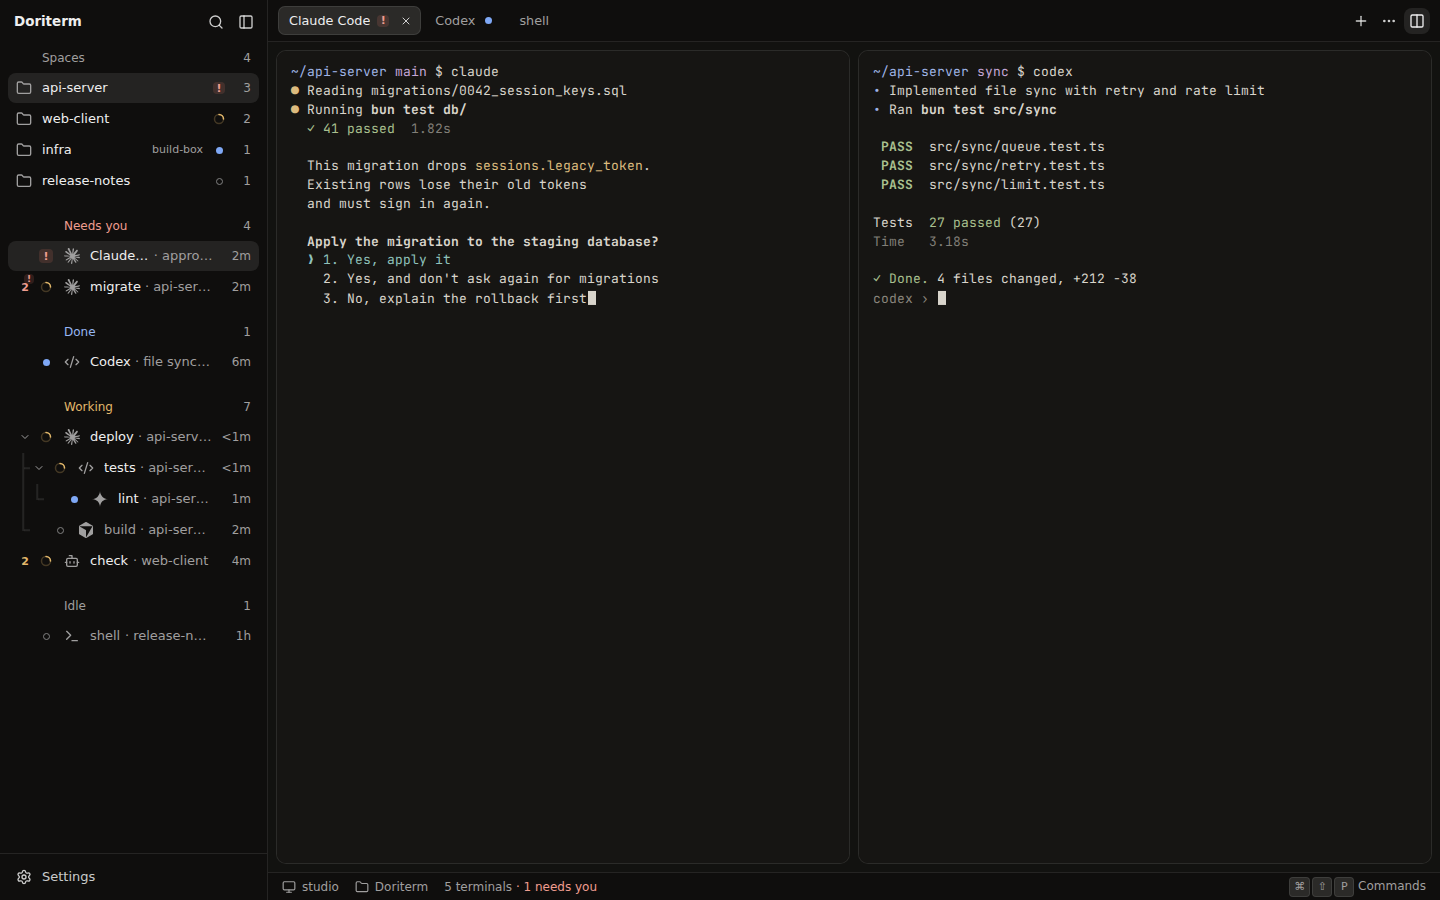 Doriterm
Spaces 4
api-server ! 3
web-client 2
infra build-box 1
release-notes 1
Needs you 4
! Claude… · appro… 2m
2 ! migrate · api-ser… 2m
Done 1
Codex · file sync… 6m
Working 7
deploy · api-serv… <1m
tests · api-ser… <1m
lint · api-ser… 1m
build · api-ser… 2m
2 check · web-client 4m
Idle 1
shell · release-n… 1h
Settings
Claude Code ! × Codex shell
~/api-server main $ claude
● Reading migrations/0042_session_keys.sql
● Running bun test db/
✓ 41 passed 1.82s
This migration drops sessions.legacy_token.
Existing rows lose their old tokens
and must sign in again.
Apply the migration to the staging database?
❯ 1. Yes, apply it
2. Yes, and don't ask again for migrations
3. No, explain the rollback first
~/api-server sync $ codex
• Implemented file sync with retry and rate limit
• Ran bun test src/sync
PASS src/sync/queue.test.ts
PASS src/sync/retry.test.ts
PASS src/sync/limit.test.ts
Tests 27 passed (27)
Time 3.18s
✓ Done. 4 files changed, +212 -38
codex ›
studio Doriterm 5 terminals · 1 needs you
⌘ ⇧ P Commands